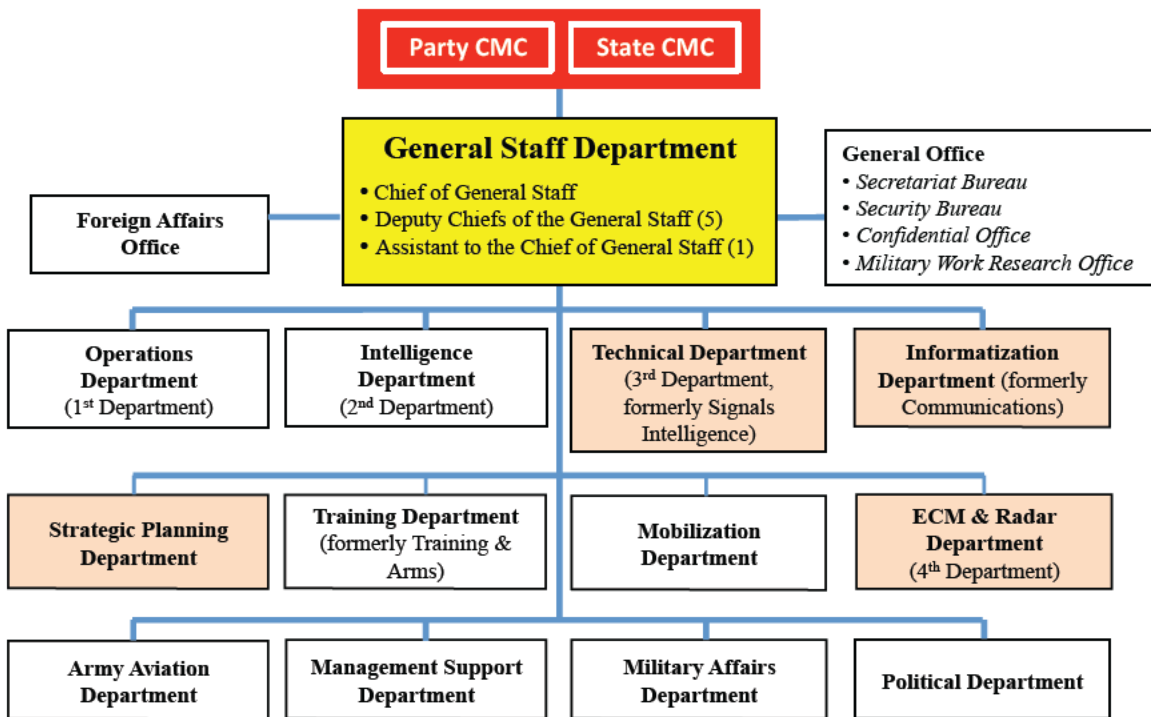 Party CMC
State CMC
General Staff Department
• Chief of General Staff
• Deputy Chiefs of the General Staff (5)
• Assistant to the Chief of General Staff (1)
Foreign Affairs
Office
General Office
• Secretariat Bureau
• Security Bureau
• Confidential Office
• Military Work Research Office
Operations
Department
(1st Department)
Intelligence
Department
(2nd Department)
Technical Department
(3rd Department,
formerly Signals
Intelligence)
Informatization
Department (formerly
Communications)
Strategic Planning
Department
Training Department
(formerly Training &
Arms)
Mobilization
Department
ECM & Radar
Department
(4th Department)
Army Aviation
Department
Management Support
Department
Military Affairs
Department
Political Department